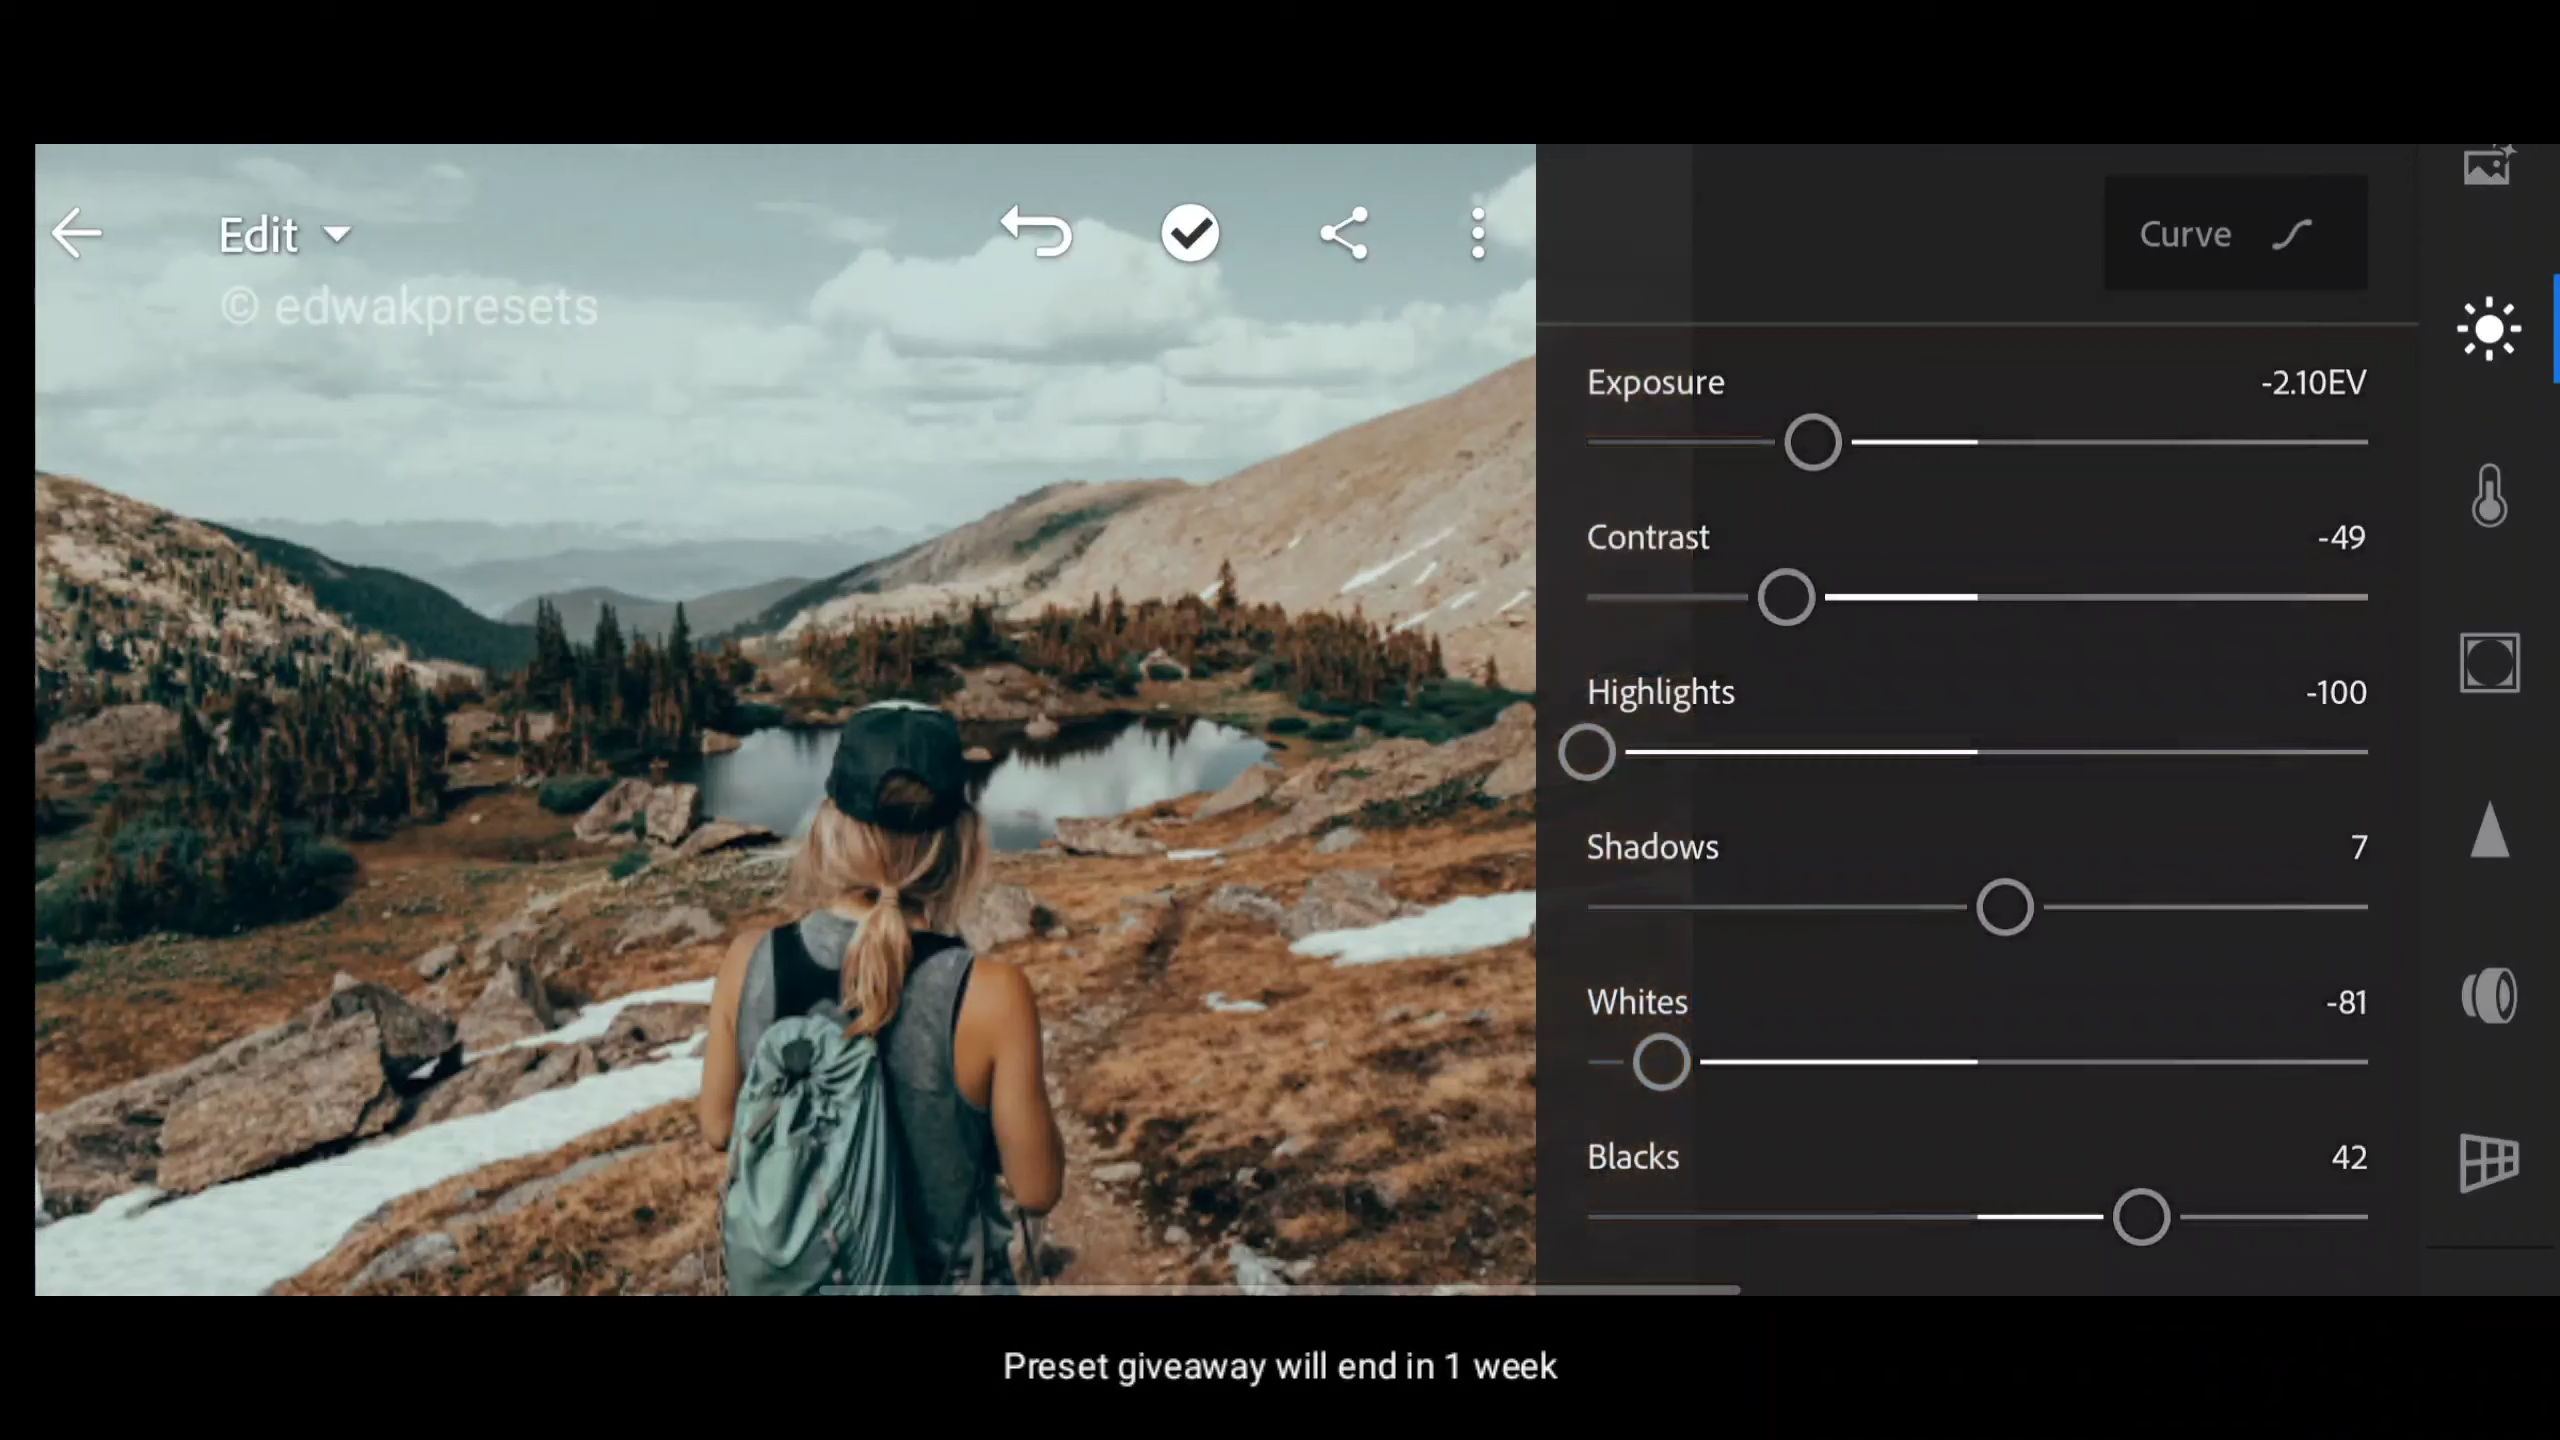 Edit
© edwakpresets
Curve
Exposure -2.10EV
Contrast -49
Highlights -100
Shadows 7
Whites -81
Blacks 42
Preset giveaway will end in 1 week